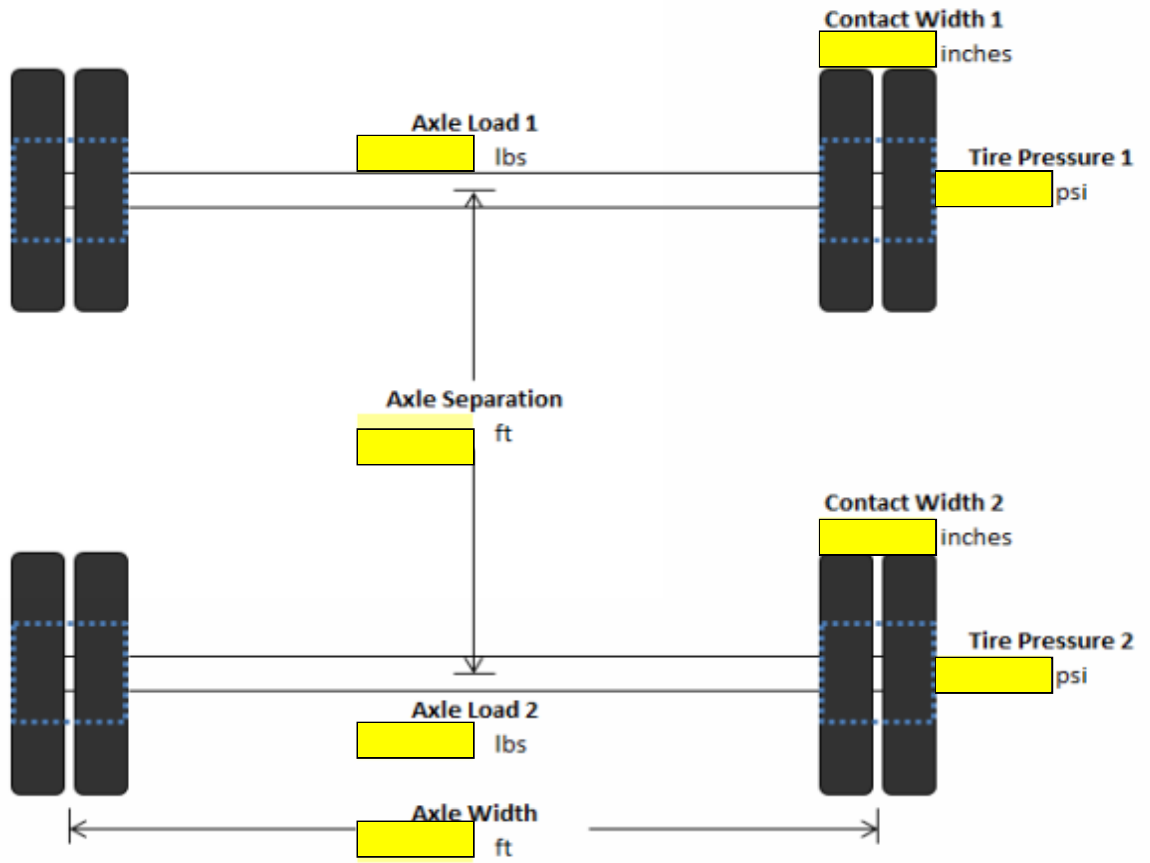 Contact Width 1
inches
Axle Load 1
lbs
Tire Pressure 1
psi
Axle Separation
ft
Contact Width 2
inches
Tire Pressure 2
psi
Axle Load 2
lbs
Axle Width
ft